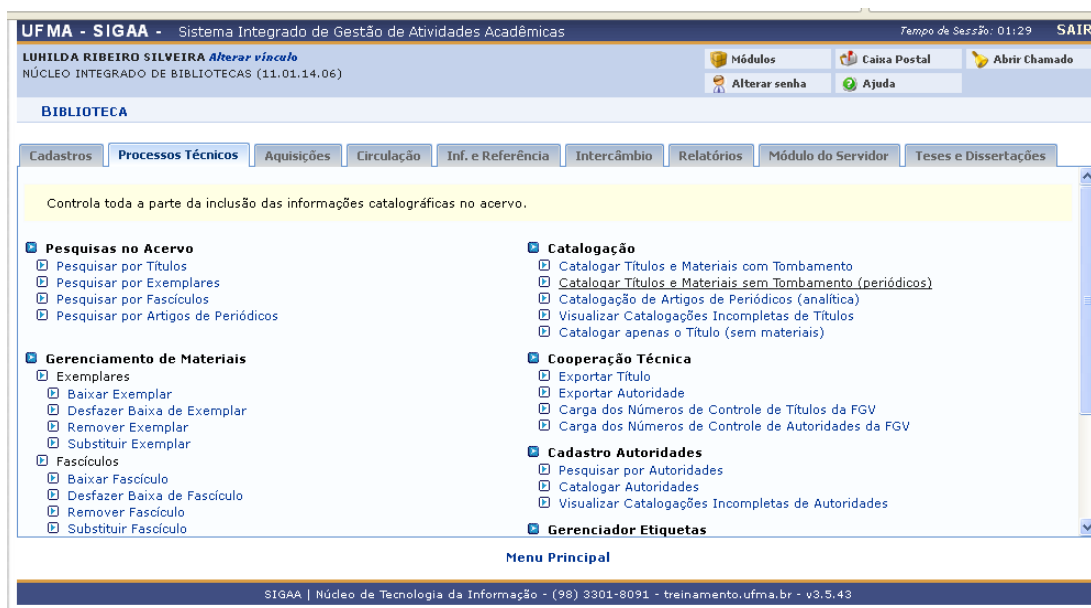 UFMA - SIGAA - Sistema Integrado de Gestão de Atividades Acadêmicas
Tempo de Sessão: 01:29 SAIR
LUHILDA RIBEIRO SILVEIRA Alterar vínculo
NÚCLEO INTEGRADO DE BIBLIOTECAS (11.01.14.06)
Módulos Caixa Postal Abrir Chamado
Alterar senha Ajuda
BIBLIOTECA
Cadastros Processos Técnicos Aquisições Circulação Inf. e Referência Intercâmbio Relatórios Módulo do Servidor Teses e Dissertações
Controla toda a parte da inclusão das informações catalográficas no acervo.
Pesquisas no Acervo
Pesquisar por Títulos
Pesquisar por Exemplares
Pesquisar por Fascículos
Pesquisar por Artigos de Periódicos
Gerenciamento de Materiais
Exemplares
Baixar Exemplar
Desfazer Baixa de Exemplar
Remover Exemplar
Substituir Exemplar
Fascículos
Baixar Fascículo
Desfazer Baixa de Fascículo
Remover Fascículo
Substituir Fascículo
Catalogação
Catalogar Títulos e Materiais com Tombamento
Catalogar Títulos e Materiais sem Tombamento (periódicos)
Catalogação de Artigos de Periódicos (analítica)
Visualizar Catalogações Incompletas de Títulos
Catalogar apenas o Título (sem materiais)
Cooperação Técnica
Exportar Título
Exportar Autoridade
Carga dos Números de Controle de Títulos da FGV
Carga dos Números de Controle de Autoridades da FGV
Cadastro Autoridades
Pesquisar por Autoridades
Catalogar Autoridades
Visualizar Catalogações Incompletas de Autoridades
Gerenciador Etiquetas
Menu Principal
SIGAA | Núcleo de Tecnologia da Informação - (98) 3301-8091 - treinamento.ufma.br - v3.5.43